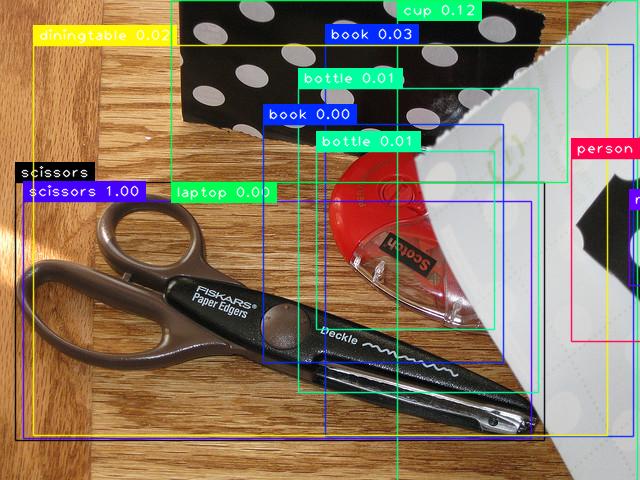 cup 0.12
diningtable 0.02
book 0.03
bottle 0.01
book 0.00
bottle 0.01
person
scissors
scissors 1.00
laptop 0.00
Scotch
FISKARS®
Paper Edgers
Deckle